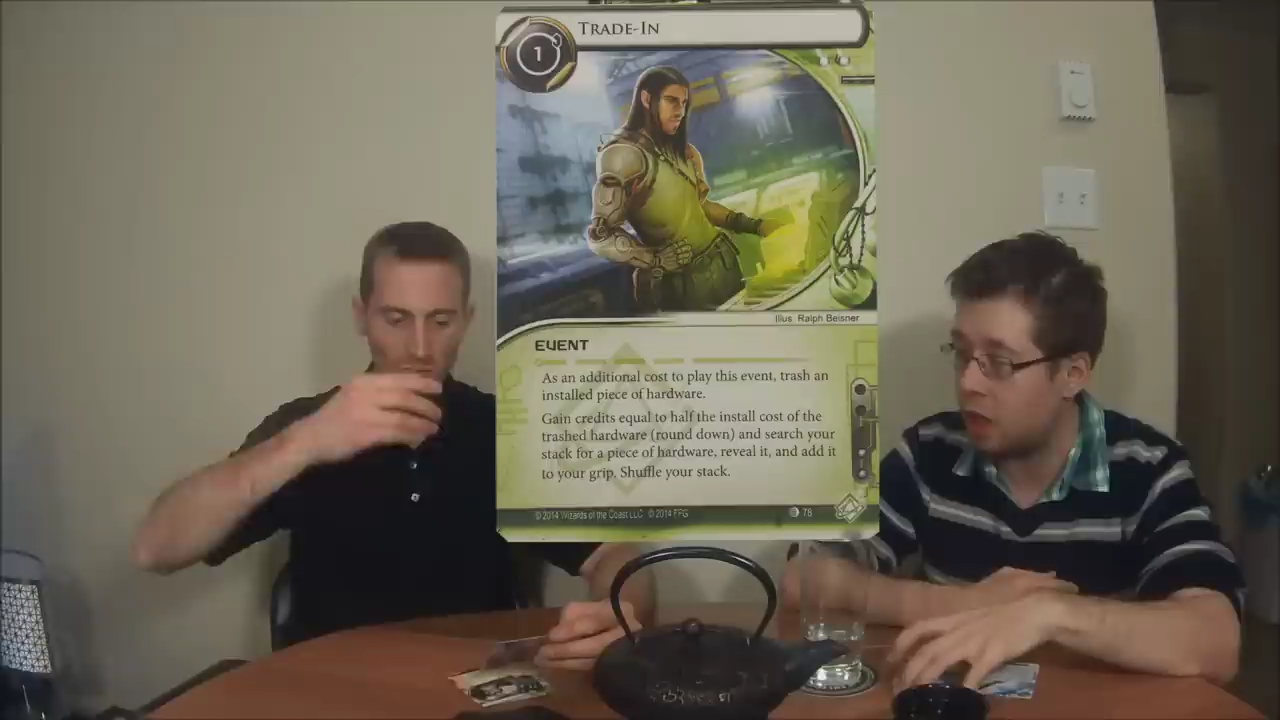 1
TRADE-IN
Illus. Ralph Beisner
EVENT
As an additional cost to play this event, trash an
installed piece of hardware.
Gain credits equal to half the install cost of the
trashed hardware (round down) and search your
stack for a piece of hardware, reveal it, and add it
to your grip. Shuffle your stack.
© 2014 Wizards of the Coast LLC. © 2014 FFG
78